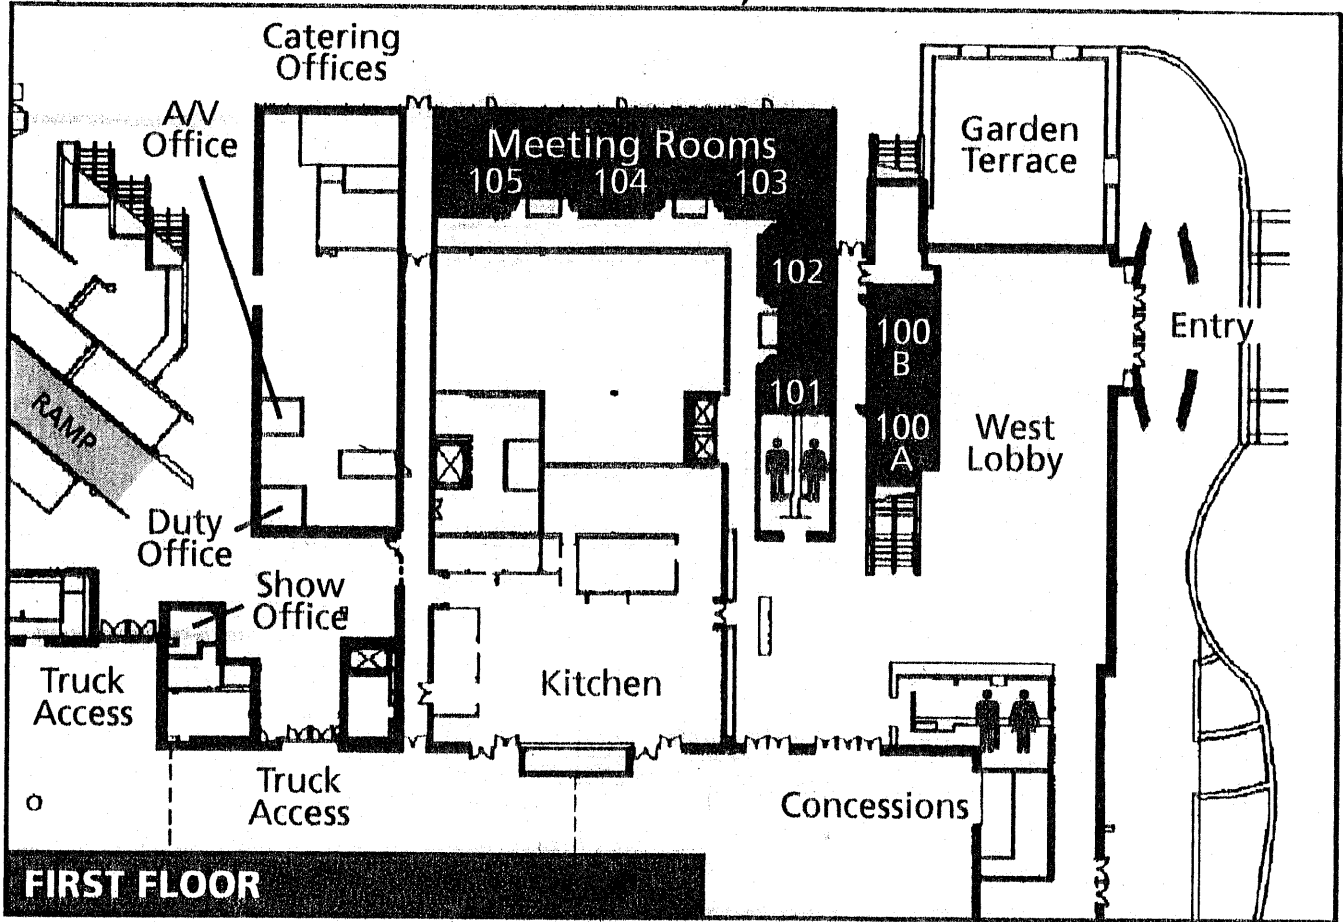 Catering
Offices
A/V
Office
Meeting Rooms
105
104
103
Garden
Terrace
102
100
B
Entry
101
100
A
West
Lobby
RAMP
Duty
Office
Show
Office
Truck
Access
Kitchen
Truck
Access
Concessions
FIRST FLOOR